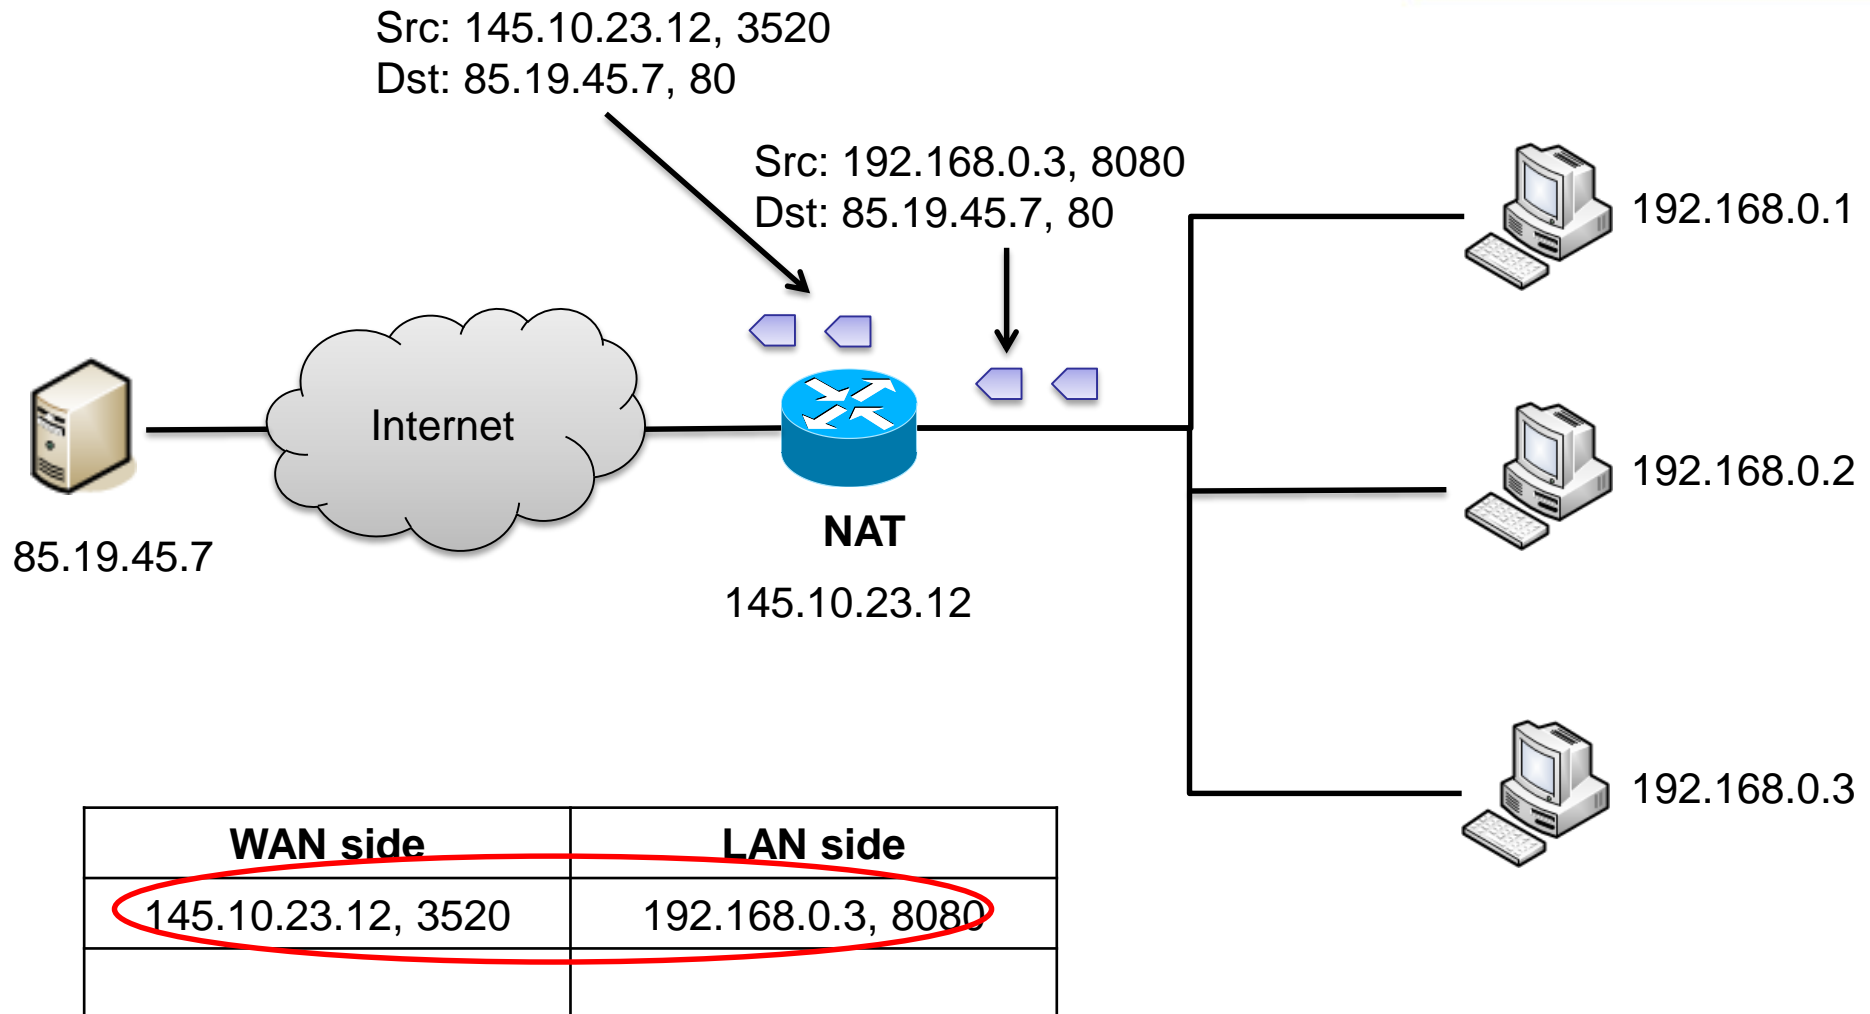 Src: 145.10.23.12, 3520
Dst: 85.19.45.7, 80
Src: 192.168.0.3, 8080
Dst: 85.19.45.7, 80
192.168.0.1
Internet
192.168.0.2
NAT
85.19.45.7
145.10.23.12
192.168.0.3
WAN side LAN side
145.10.23.12, 3520 192.168.0.3, 8080